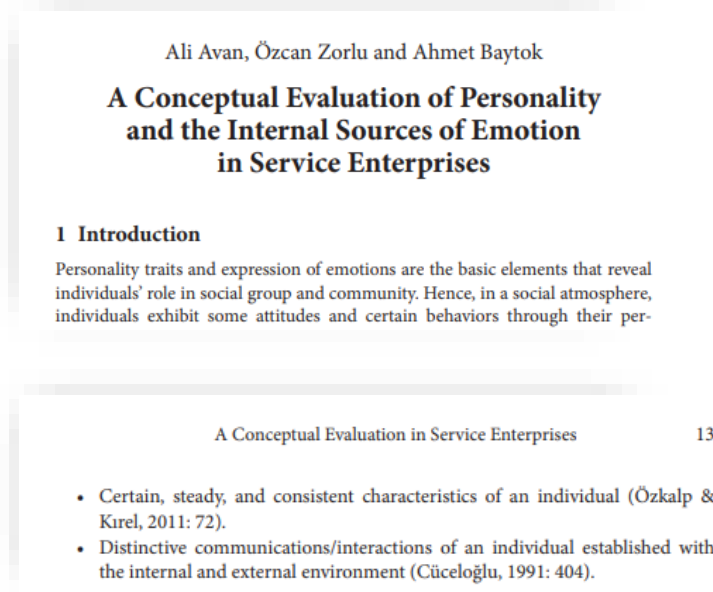 Ali Avan, Özcan Zorlu and Ahmet Baytok
A Conceptual Evaluation of Personality
and the Internal Sources of Emotion
in Service Enterprises
1 Introduction
Personality traits and expression of emotions are the basic elements that reveal
individuals’ role in social group and community. Hence, in a social atmosphere,
individuals exhibit some attitudes and certain behaviors through their per-
A Conceptual Evaluation in Service Enterprises 13
• Certain, steady, and consistent characteristics of an individual (Özkalp &
Kırel, 2011: 72).
• Distinctive communications/interactions of an individual established with
the internal and external environment (Cüceloğlu, 1991: 404).